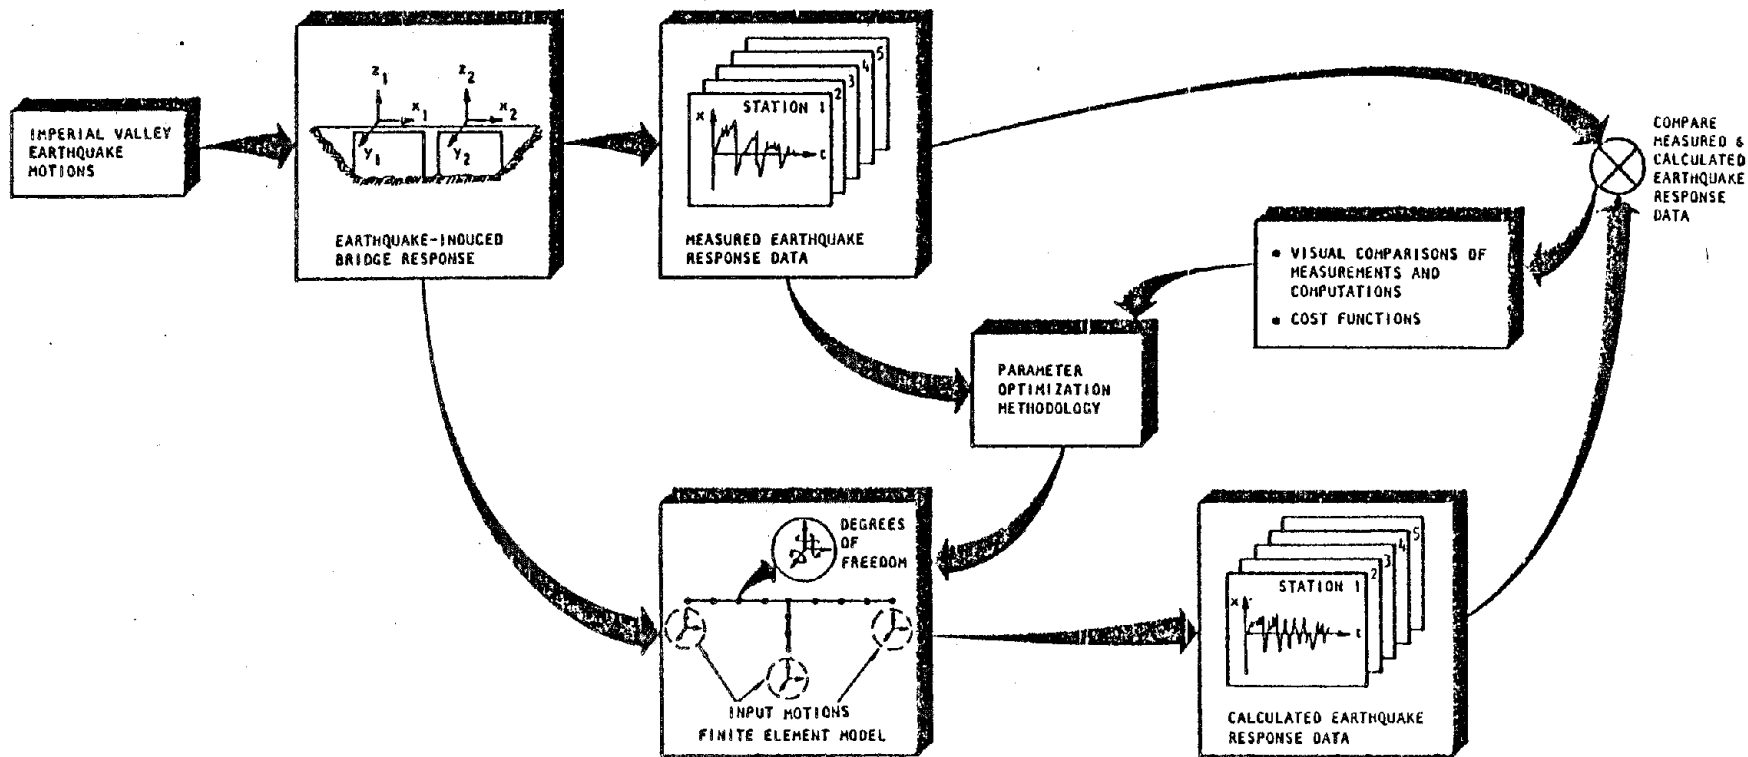 IMPERIAL VALLEY
EARTHQUAKE
MOTIONS
z1
z2
x1
x2
y1
y2
EARTHQUAKE-INDUCED
BRIDGE RESPONSE
5
4
3
2
STATION 1
x
t
MEASURED EARTHQUAKE
RESPONSE DATA
COMPARE
MEASURED &
CALCULATED
EARTHQUAKE
RESPONSE
DATA
• VISUAL COMPARISONS OF
MEASUREMENTS AND
COMPUTATIONS
• COST FUNCTIONS
PARAMETER
OPTIMIZATION
METHODOLOGY
DEGREES
OF
FREEDOM
INPUT MOTIONS
FINITE ELEMENT MODEL
5
4
3
2
STATION 1
x
t
CALCULATED EARTHQUAKE
RESPONSE DATA